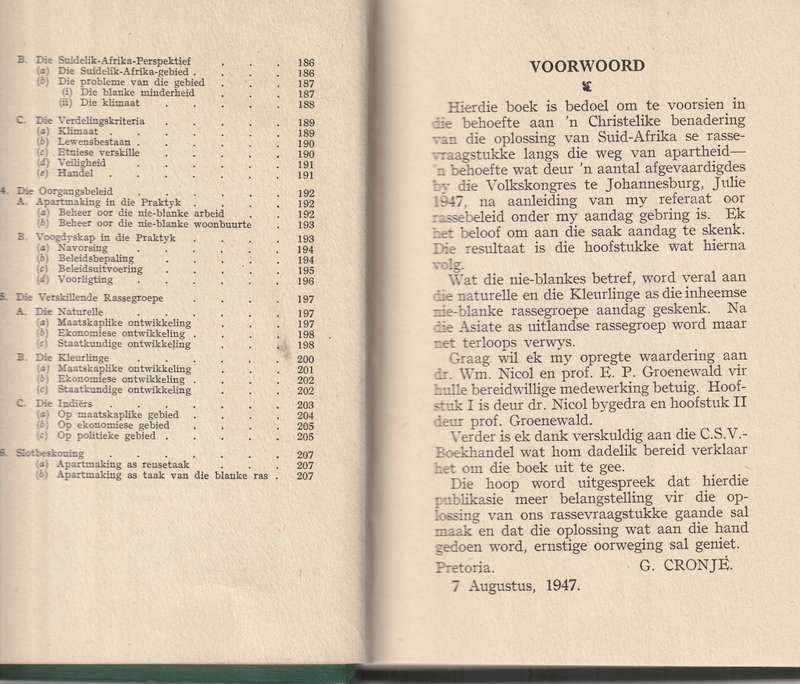 B. Die Suidelik-Afrika-Perspektief . . . 186
(a) Die Suidelik-Afrika-gebied . . . . 186
(b) Die probleme van die gebied . . . 187
(i) Die blanke minderheid . . . 187
(ii) Die klimaat . . . . 188
C. Die Verdelingskriteria . . . . 189
(a) Klimaat . . . . . . 189
(b) Lewensbestaan . . . . . 190
(c) Etniese verskille . . . . 190
(d) Veiligheid . . . . . 191
(e) Handel . . . . . . 191
4. Die Oorgangsbeleid . . . . 192
A. Apartmaking in die Praktyk . . . . 192
(a) Beheer oor die nie-blanke arbeid . . 192
(b) Beheer oor die nie-blanke woonbuurte . 193
B. Voogdyskap in die Praktyk . . . . 193
(a) Navorsing . . . . . 194
(b) Beleidsbepaling . . . . 194
(c) Beleidsuitvoering . . . . 195
(d) Voorligting . . . . . 196
5. Die Verskillende Rassegroepe . . . 197
A. Die Naturelle . . . . . 197
(a) Maatskaplike ontwikkeling . . . 197
(b) Ekonomiese ontwikkeling . . . . 198
(c) Staatkundige ontwikkeling . . . 198
B. Die Kleurlinge . . . . . 200
(a) Maatskaplike ontwikkeling . . . 201
(b) Ekonomiese ontwikkeling . . . . 202
(c) Staatkundige ontwikkeling . . . 202
C. Die Indiërs . . . . . 203
(a) Op maatskaplike gebied . . . . 204
(b) Op ekonomiese gebied . . . . 205
(c) Op politieke gebied . . . . . 205
6. Slotbeskouing . . . . . 207
(a) Apartmaking as reusetaak . . . 207
(b) Apartmaking as taak van die blanke ras . 207
VOORWOORD
Hierdie boek is bedoel om te voorsien in
die behoefte aan 'n Christelike benadering
van die oplossing van Suid-Afrika se rasse-
vraagstukke langs die weg van apartheid—
'n behoefte wat deur 'n aantal afgevaardigdes
by die Volkskongres te Johannesburg, Julie
1947, na aanleiding van my referaat oor
rassebeleid onder my aandag gebring is. Ek
het beloof om aan die saak aandag te skenk.
Die resultaat is die hoofstukke wat hierna
volg.
Wat die nie-blankes betref, word veral aan
die naturelle en die Kleurlinge as die inheemse
nie-blanke rassegroepe aandag geskenk. Na
die Asiate as uitlandse rassegroep word maar
net terloops verwys.
Graag wil ek my opregte waardering aan
dr. Wm. Nicol en prof. E. P. Groenewald vir
hulle bereidwillige medewerking betuig. Hoof-
stuk I is deur dr. Nicol bygedra en hoofstuk II
deur prof. Groenewald.
Verder is ek dank verskuldig aan die C.S.V.-
Boekhandel wat hom dadelik bereid verklaar
het om die boek uit te gee.
Die hoop word uitgespreek dat hierdie
publikasie meer belangstelling vir die op-
lossing van ons rassevraagstukke gaande sal
maak en dat die oplossing wat aan die hand
gedoen word, ernstige oorweging sal geniet.
Pretoria. G. CRONJÉ.
7 Augustus, 1947.